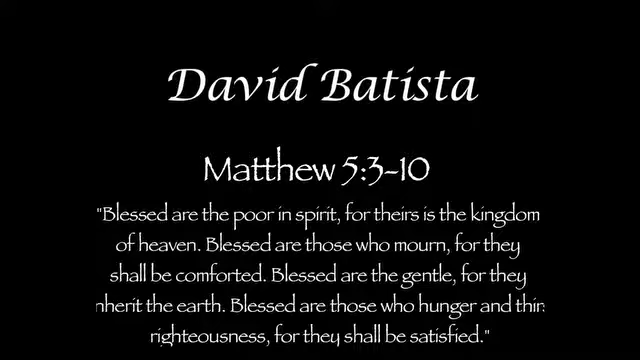 David Batista
Matthew 5:3-10
"Blessed are the poor in spirit, for theirs is the kingdom
of heaven. Blessed are those who mourn, for they
shall be comforted. Blessed are the gentle, for they
nherit the earth. Blessed are those who hunger and thirs
righteousness, for they shall be satisfied."